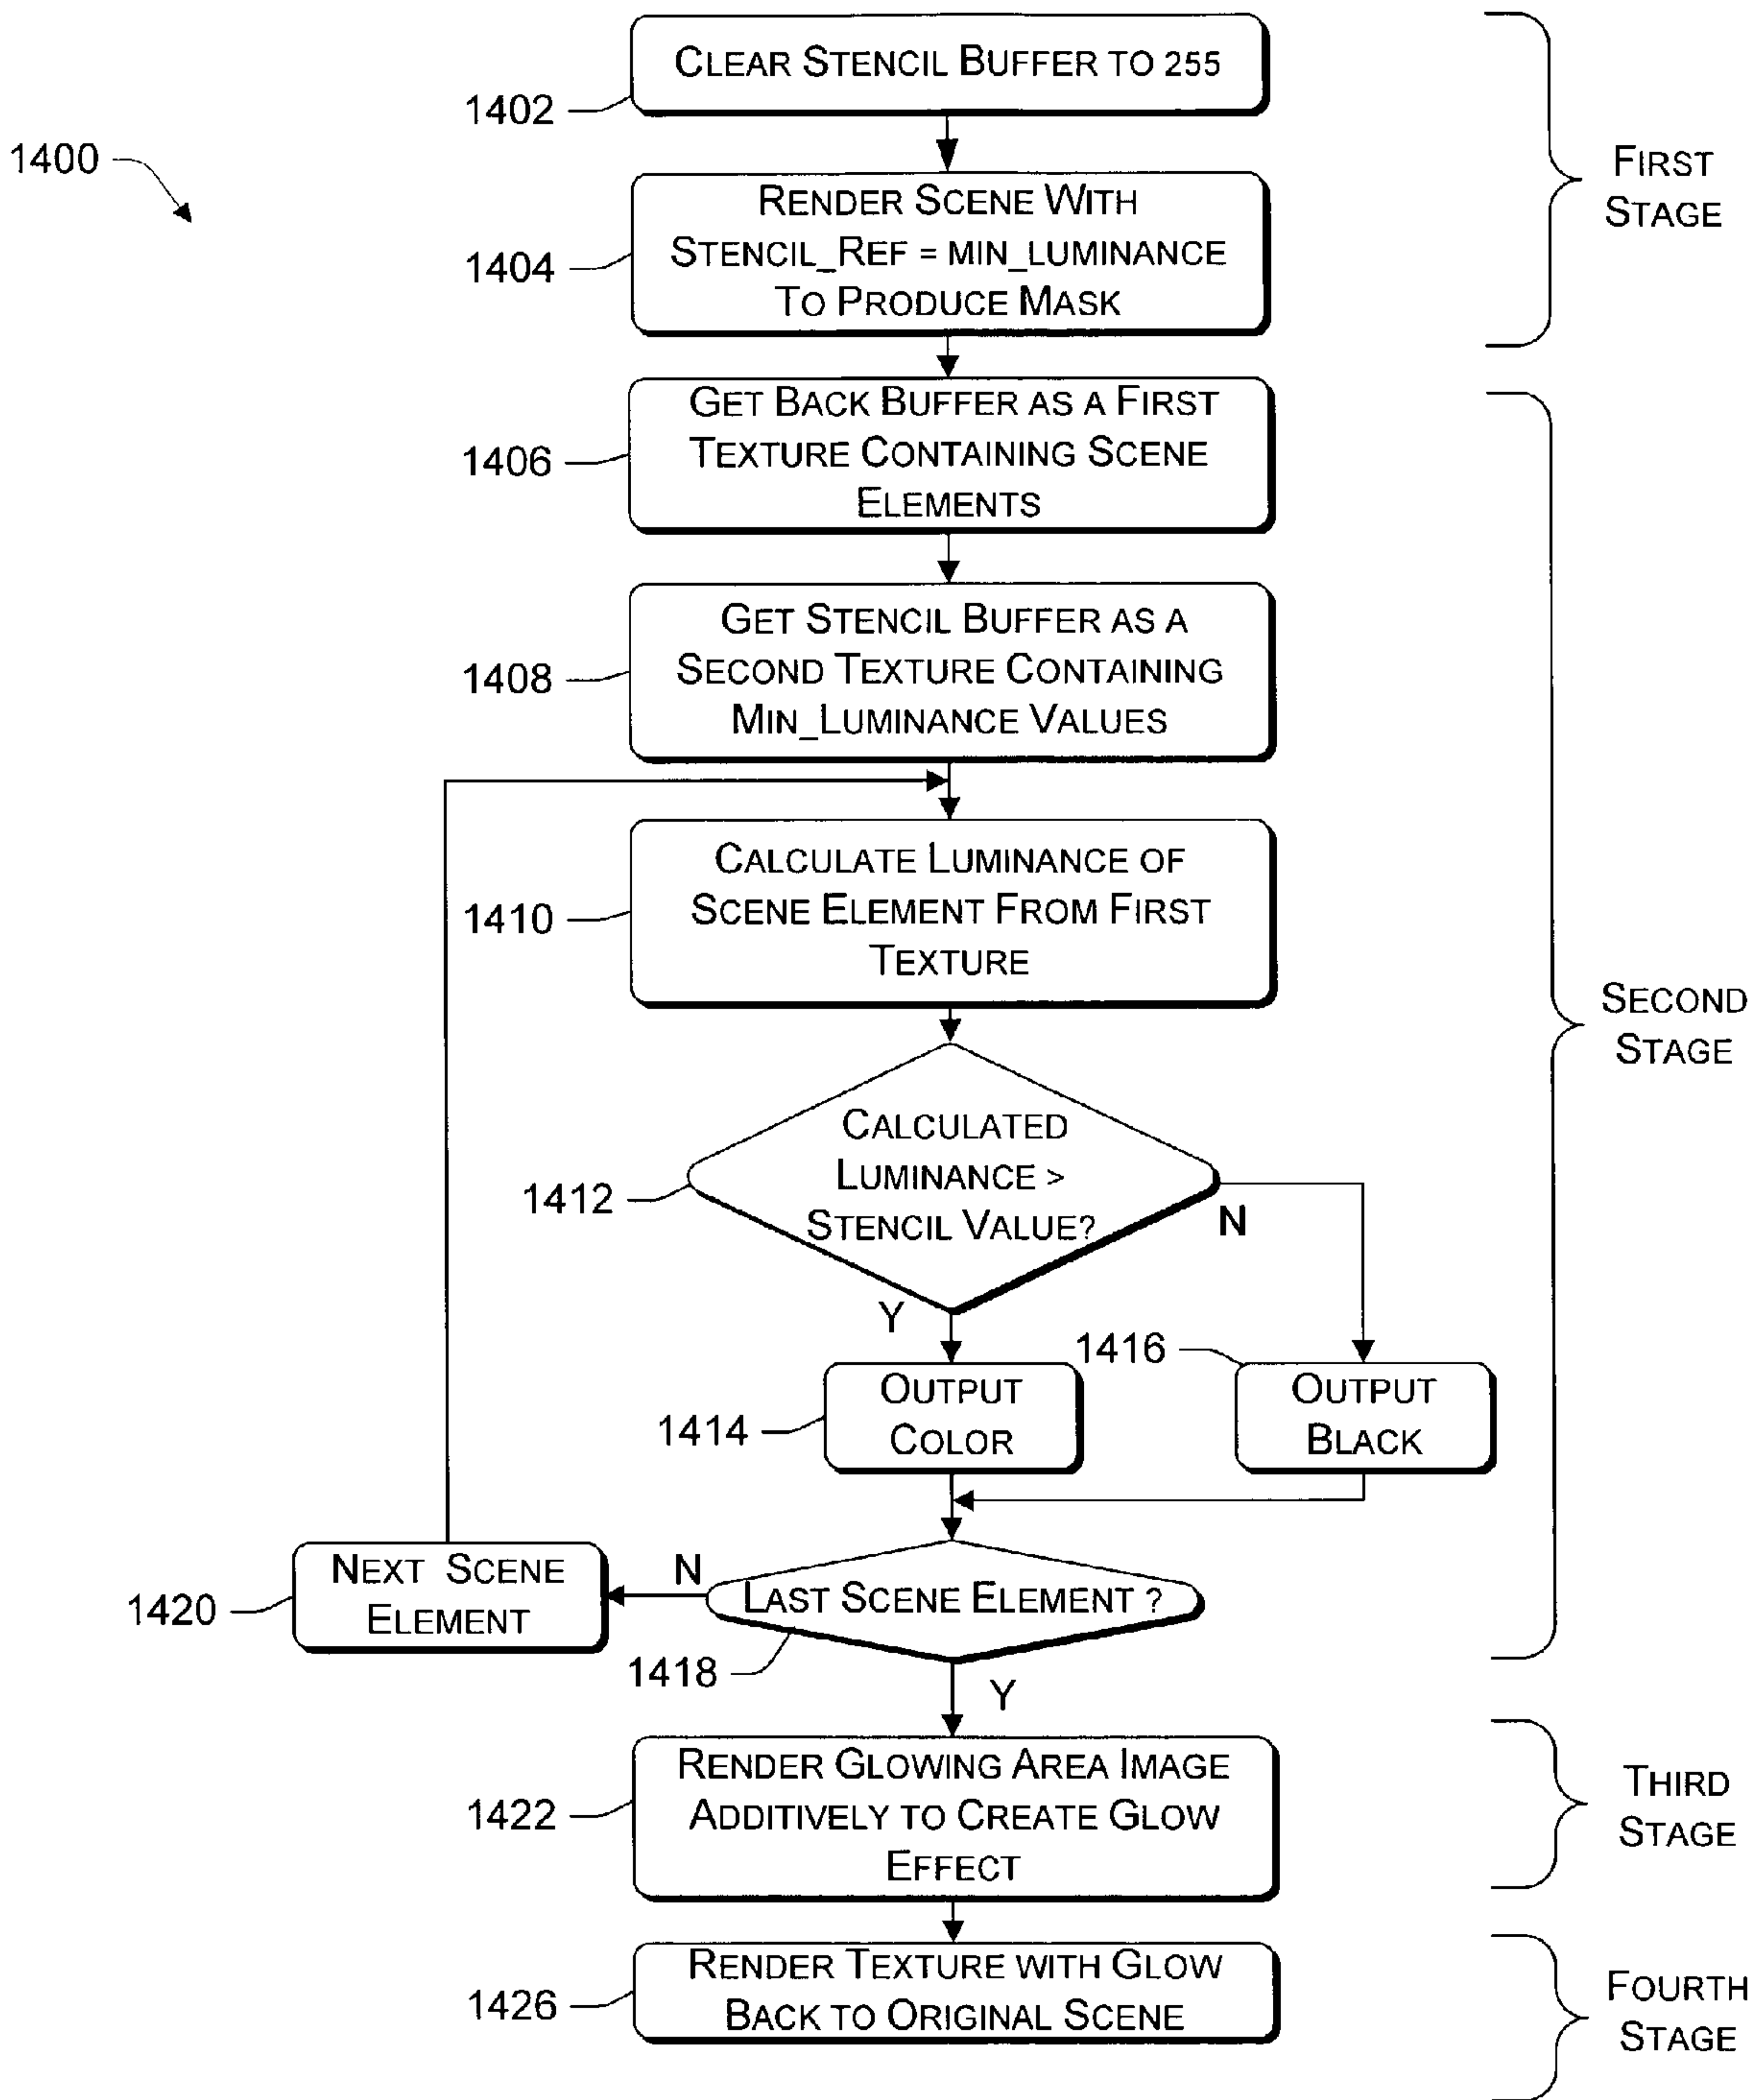 1400
CLEAR STENCIL BUFFER TO 255
1402
RENDER SCENE WITH
STENCIL_REF = MIN_LUMINANCE
TO PRODUCE MASK
1404
FIRST
STAGE
GET BACK BUFFER AS A FIRST
TEXTURE CONTAINING SCENE
ELEMENTS
1406
GET STENCIL BUFFER AS A
SECOND TEXTURE CONTAINING
MIN_LUMINANCE VALUES
1408
CALCULATE LUMINANCE OF
SCENE ELEMENT FROM FIRST
TEXTURE
1410
SECOND
STAGE
CALCULATED
LUMINANCE >
STENCIL VALUE?
1412
N
Y
OUTPUT
COLOR
1414
1416
OUTPUT
BLACK
LAST SCENE ELEMENT ?
1418
N
NEXT SCENE
ELEMENT
1420
Y
RENDER GLOWING AREA IMAGE
ADDITIVELY TO CREATE GLOW
EFFECT
1422
THIRD
STAGE
RENDER TEXTURE WITH GLOW
BACK TO ORIGINAL SCENE
1426
FOURTH
STAGE